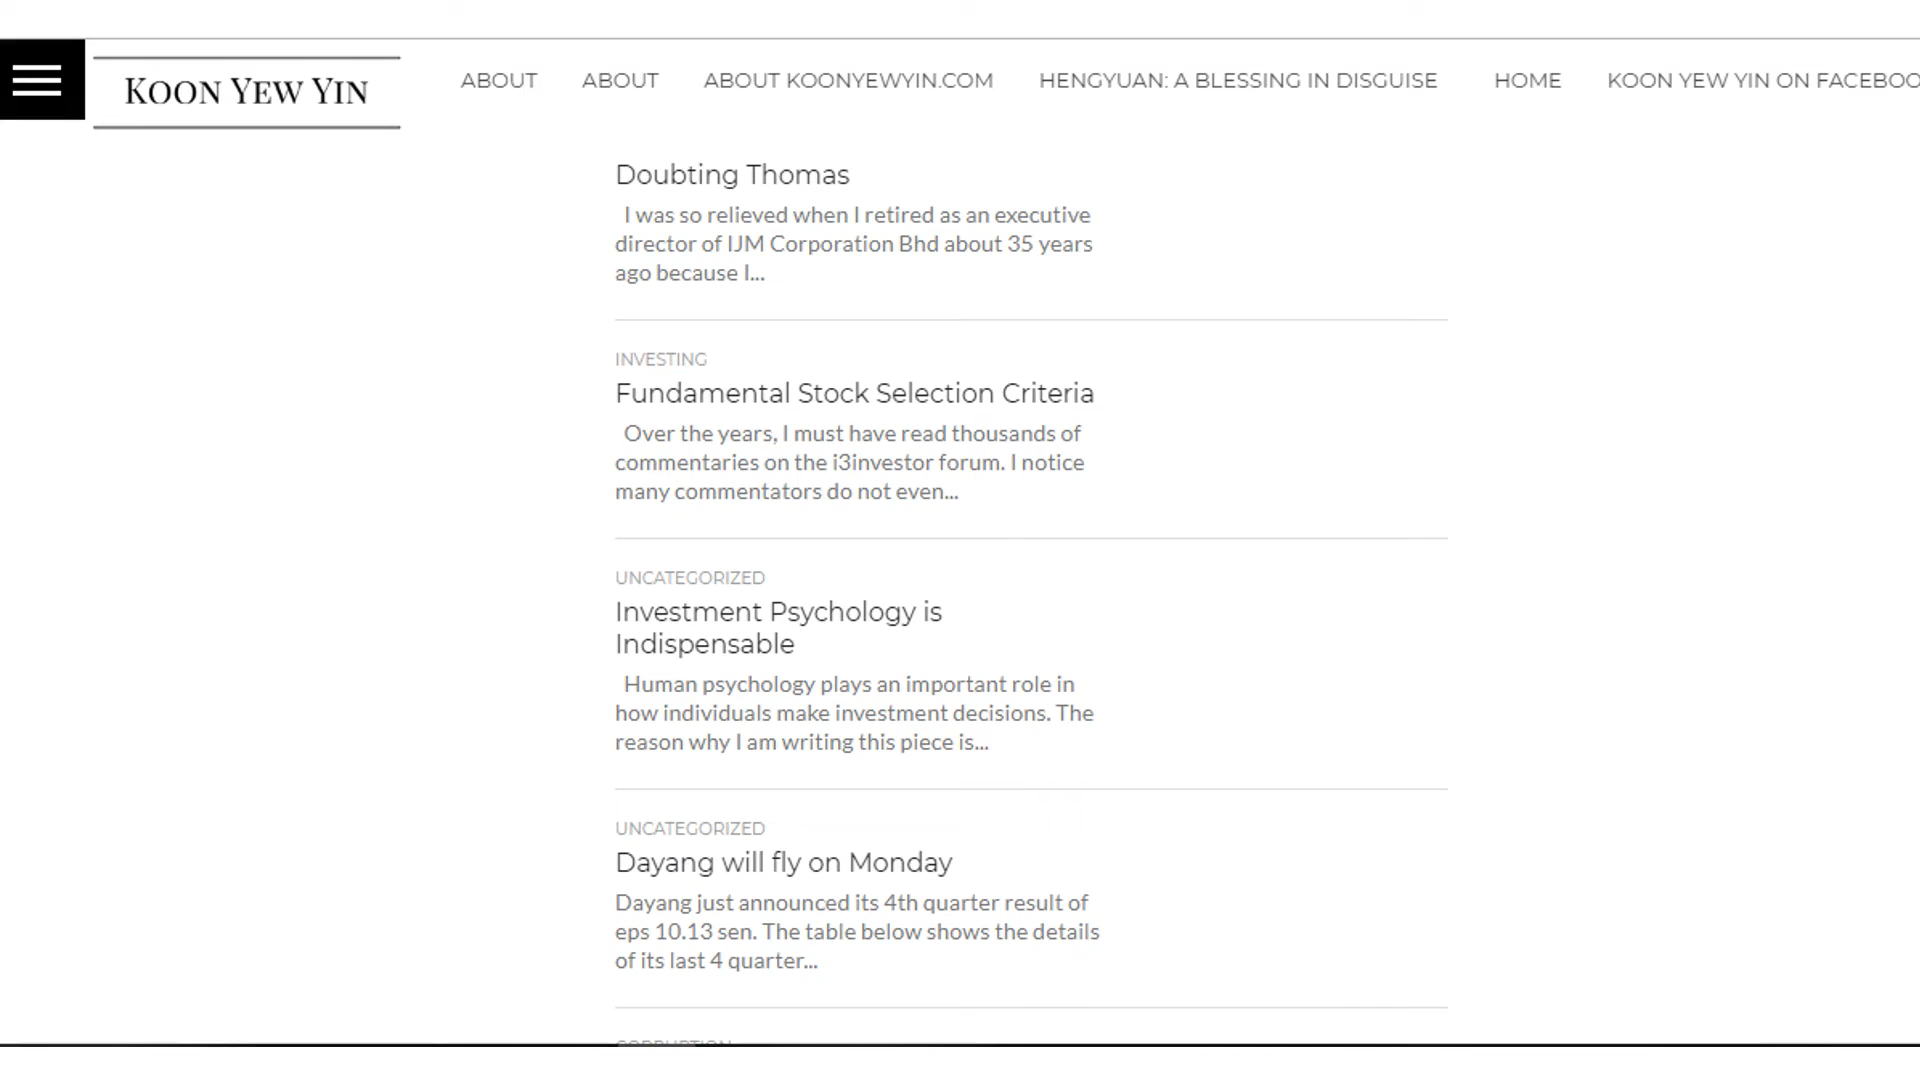 KOON YEW YIN
ABOUT
ABOUT
ABOUT KOONYEWYIN.COM
HENGYUAN: A BLESSING IN DISGUISE
HOME
KOON YEW YIN ON FACEBOO
Doubting Thomas
I was so relieved when I retired as an executive
director of IJM Corporation Bhd about 35 years
ago because I...
INVESTING
Fundamental Stock Selection Criteria
Over the years, I must have read thousands of
commentaries on the i3investor forum. I notice
many commentators do not even...
UNCATEGORIZED
Investment Psychology is
Indispensable
Human psychology plays an important role in
how individuals make investment decisions. The
reason why I am writing this piece is...
UNCATEGORIZED
Dayang will fly on Monday
Dayang just announced its 4th quarter result of
eps 10.13 sen. The table below shows the details
of its last 4 quarter...